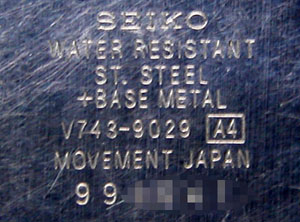 SEIKO
WATER RESISTANT
ST. STEEL
+BASE METAL
V743-9029 A4
MOVEMENT JAPAN
99